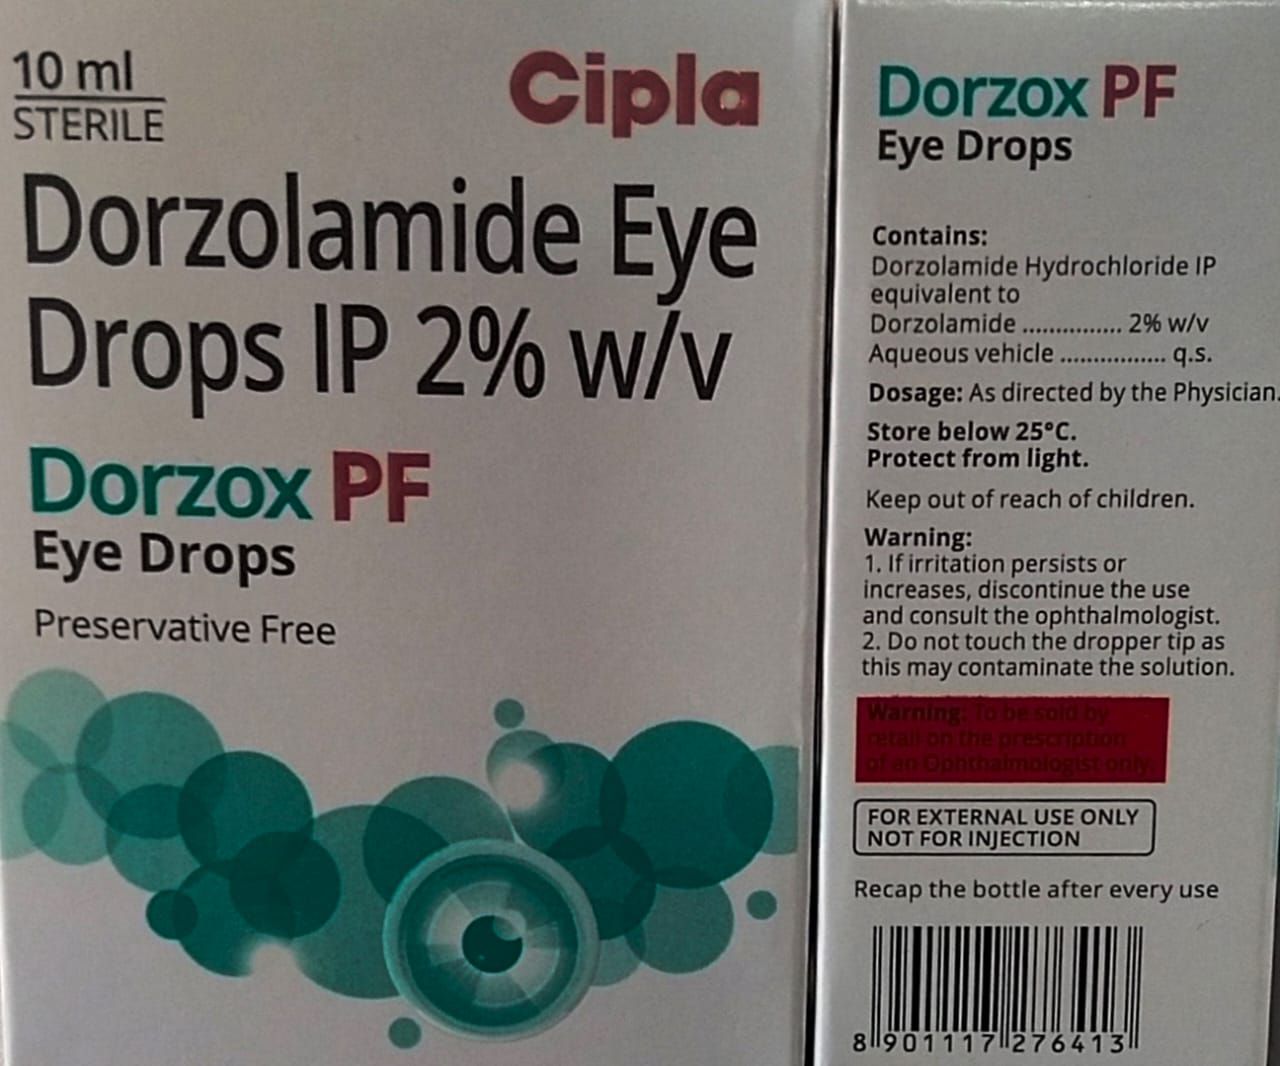 10 ml
STERILE
Cipla
Dorzolamide Eye
Drops IP 2% w/v
Dorzox PF
Eye Drops
Preservative Free
Dorzox PF
Eye Drops
Contains:
Dorzolamide Hydrochloride IP
equivalent to
Dorzolamide ............... 2% w/v
Aqueous vehicle ................ q.s.
Dosage: As directed by the Physician.
Store below 25°C.
Protect from light.
Keep out of reach of children.
Warning:
1. If irritation persists or
increases, discontinue the use
and consult the ophthalmologist.
2. Do not touch the dropper tip as
this may contaminate the solution.
Warning: To be sold by
retail on the prescription
of an Ophthalmologist only.
FOR EXTERNAL USE ONLY
NOT FOR INJECTION
Recap the bottle after every use
8 901117 276413